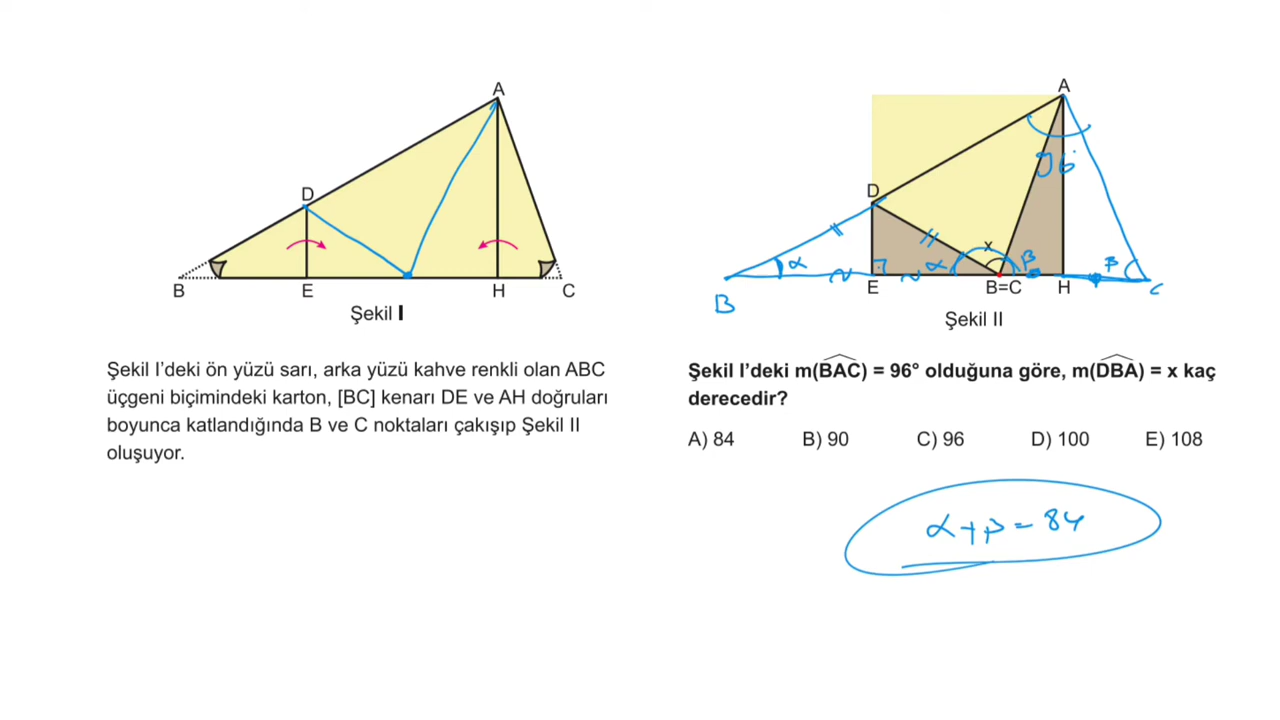 A
D
B
E
H
C
Şekil I
Şekil I'deki ön yüzü sarı, arka yüzü kahve renkli olan ABC
üçgeni biçimindeki karton, [BC] kenarı DE ve AH doğruları
boyunca katlandığında B ve C noktaları çakışıp Şekil II
oluşuyor.
A
96°
D
x
α
α
β
β
B
E
B=C
H
C
Şekil II
Şekil I'deki m(BAC) = 96° olduğuna göre, m(DBA) = x kaç
derecedir?
A) 84 B) 90 C) 96 D) 100 E) 108
α+β=84